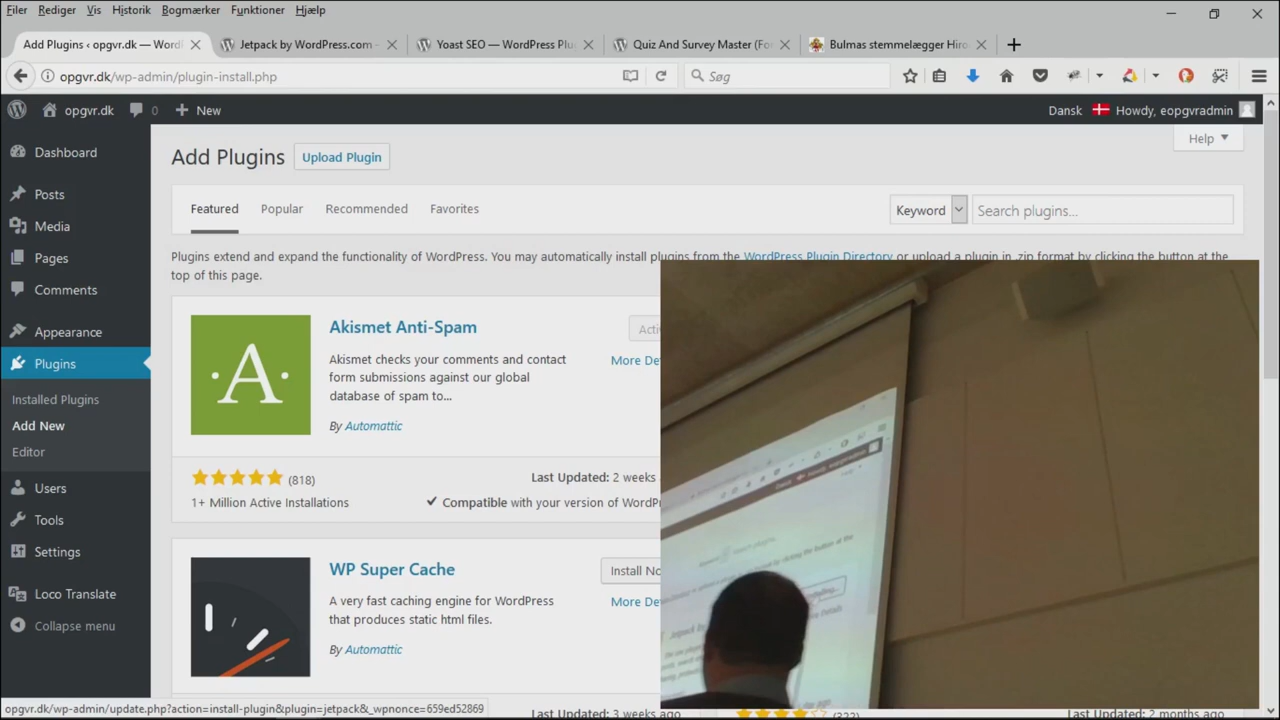 Filer Rediger Vis Historik Bogmærker Funktioner Hjælp
Add Plugins ‹ opgvr.dk — Word
Jetpack by WordPress.com -
Yoast SEO — WordPress Plu
Quiz And Survey Master (Fo
Bulmas stemmelægger Hiro
opgvr.dk/wp-admin/plugin-install.php
Søg
opgvr.dk 0 New
Dansk Howdy, eopgvradmin
Dashboard
Posts
Media
Pages
Comments
Appearance
Plugins
Installed Plugins
Add New
Editor
Users
Tools
Settings
Loco Translate
Collapse menu
Help
Add Plugins Upload Plugin
Featured Popular Recommended Favorites
Keyword Search plugins...
Plugins extend and expand the functionality of WordPress. You may automatically install plugins from the WordPress Plugin Directory or upload a plugin in .zip format by clicking the button at the
top of this page.
Akismet Anti-Spam
Activ
Akismet checks your comments and contact
form submissions against our global
database of spam to...
More De
By Automattic
(818)
Last Updated: 2 weeks
1+ Million Active Installations
Compatible with your version of WordP
WP Super Cache
Install No
A very fast caching engine for WordPress
that produces static html files.
More De
By Automattic
opgvr.dk/wp-admin/update.php?action=install-plugin&plugin=jetpack&_wpnonce=659ed52869
3 weeks ago
(322)
Last Updated: 2 months ago